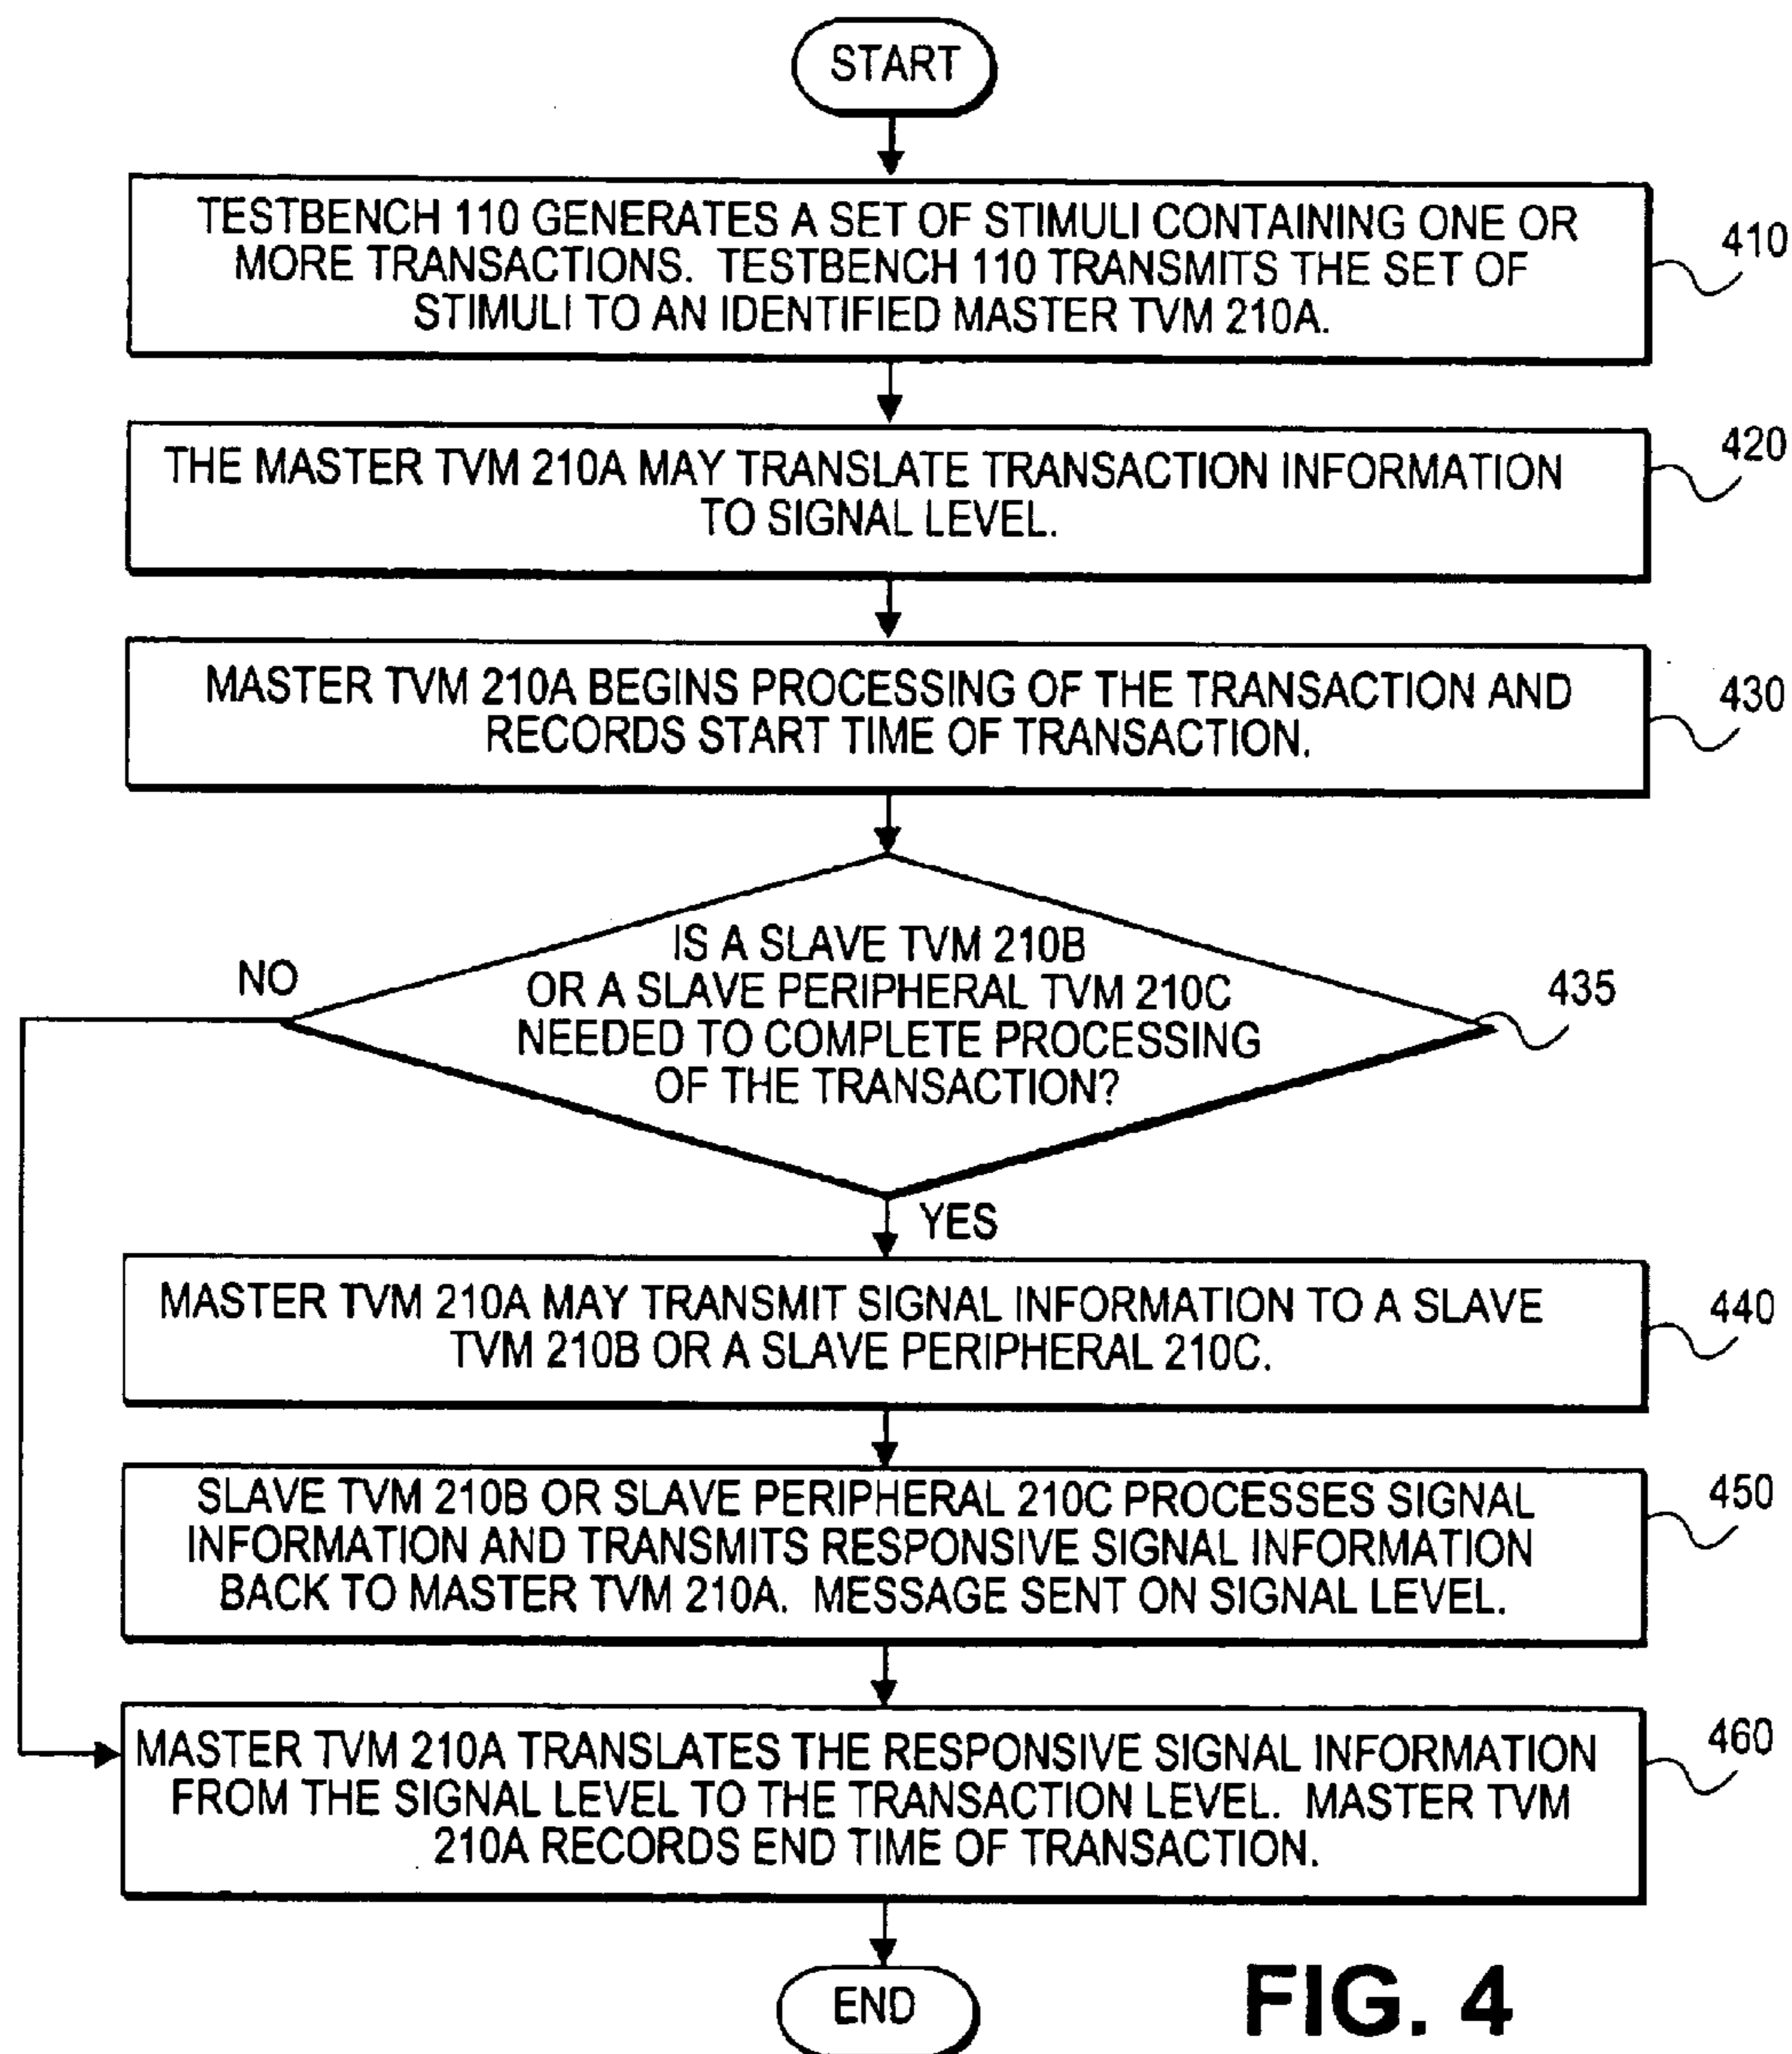 START
TESTBENCH 110 GENERATES A SET OF STIMULI CONTAINING ONE OR
MORE TRANSACTIONS. TESTBENCH 110 TRANSMITS THE SET OF
STIMULI TO AN IDENTIFIED MASTER TVM 210A.
410
THE MASTER TVM 210A MAY TRANSLATE TRANSACTION INFORMATION
TO SIGNAL LEVEL.
420
MASTER TVM 210A BEGINS PROCESSING OF THE TRANSACTION AND
RECORDS START TIME OF TRANSACTION.
430
IS A SLAVE TVM 210B
OR A SLAVE PERIPHERAL TVM 210C
NEEDED TO COMPLETE PROCESSING
OF THE TRANSACTION?
435
NO
YES
MASTER TVM 210A MAY TRANSMIT SIGNAL INFORMATION TO A SLAVE
TVM 210B OR A SLAVE PERIPHERAL 210C.
440
SLAVE TVM 210B OR SLAVE PERIPHERAL 210C PROCESSES SIGNAL
INFORMATION AND TRANSMITS RESPONSIVE SIGNAL INFORMATION
BACK TO MASTER TVM 210A. MESSAGE SENT ON SIGNAL LEVEL.
450
MASTER TVM 210A TRANSLATES THE RESPONSIVE SIGNAL INFORMATION
FROM THE SIGNAL LEVEL TO THE TRANSACTION LEVEL. MASTER TVM
210A RECORDS END TIME OF TRANSACTION.
460
END
FIG. 4